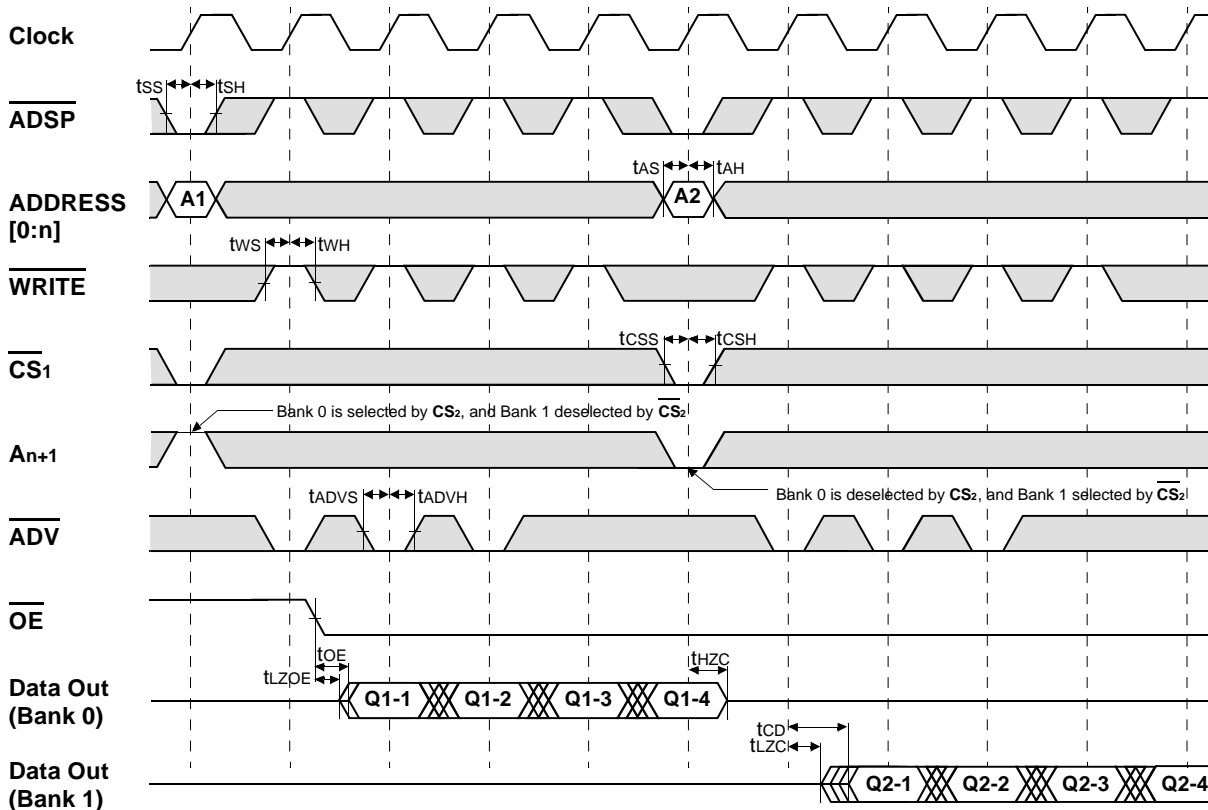 Clock
tSS tSH
ADSP
tAS tAH
ADDRESS
[0:n]
A1 A2
tWS tWH
WRITE
tCSS tCSH
CS1
Bank 0 is selected by CS2, and Bank 1 deselected by CS2
An+1
Bank 0 is deselected by CS2, and Bank 1 selected by CS2
tADVS tADVH
ADV
OE
tOE
tLZOE
tHZC
Data Out
(Bank 0)
Q1-1 Q1-2 Q1-3 Q1-4
tCD
tLZC
Data Out
(Bank 1)
Q2-1 Q2-2 Q2-3 Q2-4